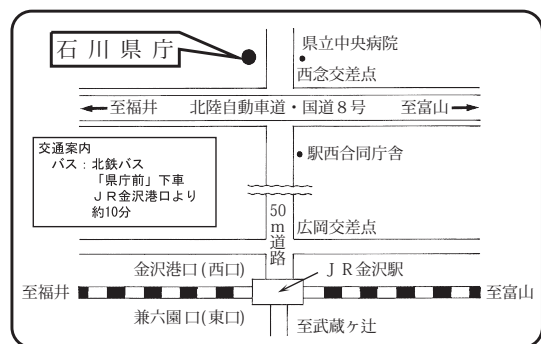 石川県庁
県立中央病院
西念交差点
至福井
北陸自動車道・国道８号
至富山
交通案内
バス：北鉄バス
「県庁前」下車
ＪＲ金沢港口より
約10分
駅西合同庁舎
50ｍ道路
広岡交差点
金沢港口(西口)
ＪＲ金沢駅
至福井
至富山
兼六園口(東口)
至武蔵ヶ辻